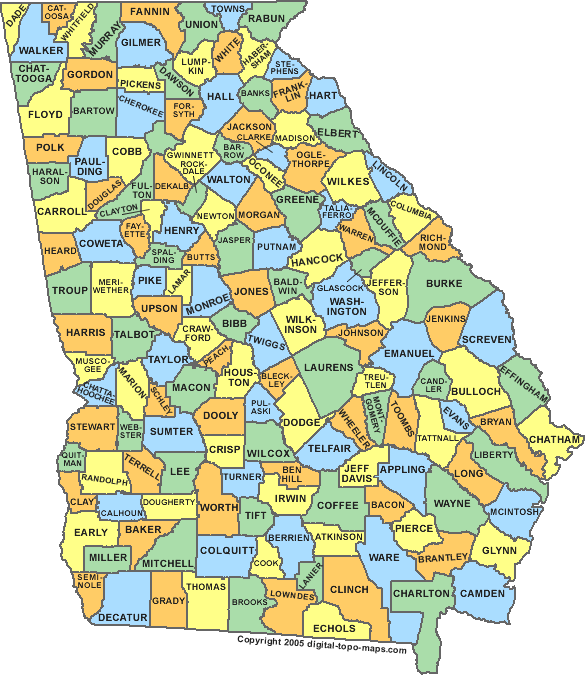 DADE
CAT-
OOSA
WHITFIELD
MURRAY
FANNIN
UNION
TOWNS
RABUN
WALKER
GILMER
WHITE
HABER-
SHAM
STE-
PHENS
CHAT-
TOOGA
GORDON
PICKENS
DAWSON
LUMP-
KIN
HALL
BANKS
FRANK-
LIN
HART
FLOYD
BARTOW
CHEROKEE
FOR-
SYTH
JACKSON
MADISON
ELBERT
POLK
PAUL-
DING
COBB
GWINNETT
BAR-
ROW
CLARKE
OCONEE
OGLE-
THORPE
WILKES
LINCOLN
HARAL-
SON
DOUGLAS
FUL-
TON
DEKALB
ROCK-
DALE
WALTON
MORGAN
GREENE
TALIA-
FERRO
MCDUFFIE
COLUMBIA
CARROLL
CLAYTON
HENRY
NEWTON
JASPER
PUTNAM
HANCOCK
WARREN
RICH-
MOND
HEARD
COWETA
FAY-
ETTE
SPAL-
DING
BUTTS
GLASCOCK
JEFFER-
SON
BURKE
TROUP
MERI-
WETHER
PIKE
LAMAR
MONROE
JONES
BALD-
WIN
WASH-
INGTON
JENKINS
SCREVEN
HARRIS
TALBOT
UPSON
CRAW-
FORD
BIBB
TWIGGS
WILK-
INSON
JOHNSON
EMANUEL
MUSCO-
GEE
CHATTA-
HOOCHEE
MARION
TAYLOR
SCHLEY
MACON
PEACH
HOUS-
TON
BLECK-
LEY
LAURENS
TREU-
TLEN
CAND-
LER
BULLOCH
EFFINGHAM
STEWART
WEB-
STER
SUMTER
DOOLY
PUL-
ASKI
DODGE
WHEELER
MONT-
GOMERY
TOOMBS
TATTNALL
EVANS
BRYAN
CHATHAM
QUIT-
MAN
RANDOLPH
TERRELL
LEE
CRISP
WILCOX
TELFAIR
JEFF
DAVIS
APPLING
LONG
LIBERTY
CLAY
CALHOUN
DOUGHERTY
WORTH
TURNER
BEN
HILL
IRWIN
COFFEE
BACON
WAYNE
MCINTOSH
EARLY
BAKER
MITCHELL
TIFT
COLQUITT
BERRIEN
ATKINSON
PIERCE
WARE
BRANTLEY
GLYNN
MILLER
SEMI-
NOLE
DECATUR
GRADY
THOMAS
BROOKS
COOK
LANIER
LOWNDES
CLINCH
ECHOLS
CHARLTON
CAMDEN
Copyright 2005 digital-topo-maps.com